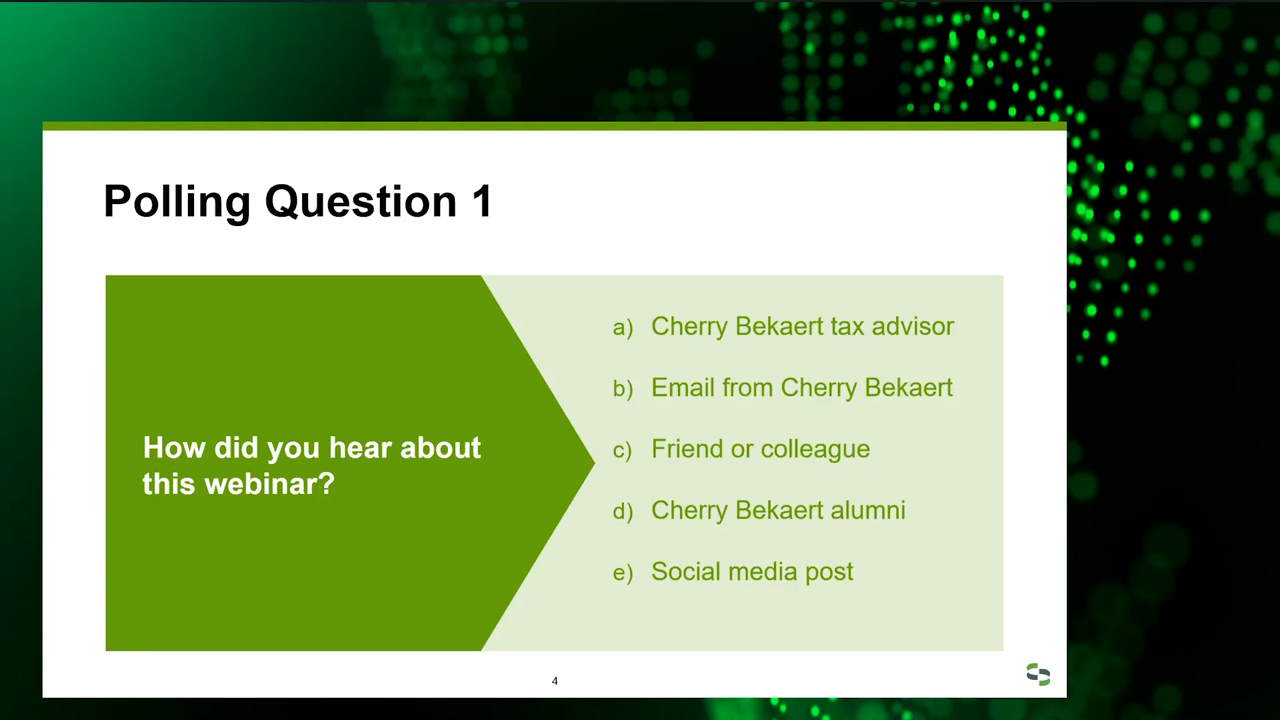 Polling Question 1
How did you hear about
this webinar?
a) Cherry Bekaert tax advisor
b) Email from Cherry Bekaert
c) Friend or colleague
d) Cherry Bekaert alumni
e) Social media post
4